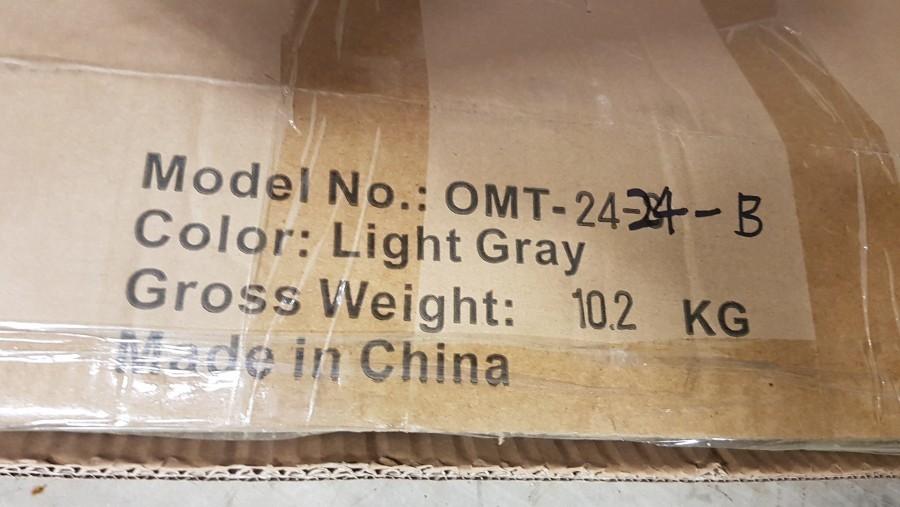 Model No.: OMT-24-24-B
Color: Light Gray
Gross Weight: 10.2 KG
Made in China